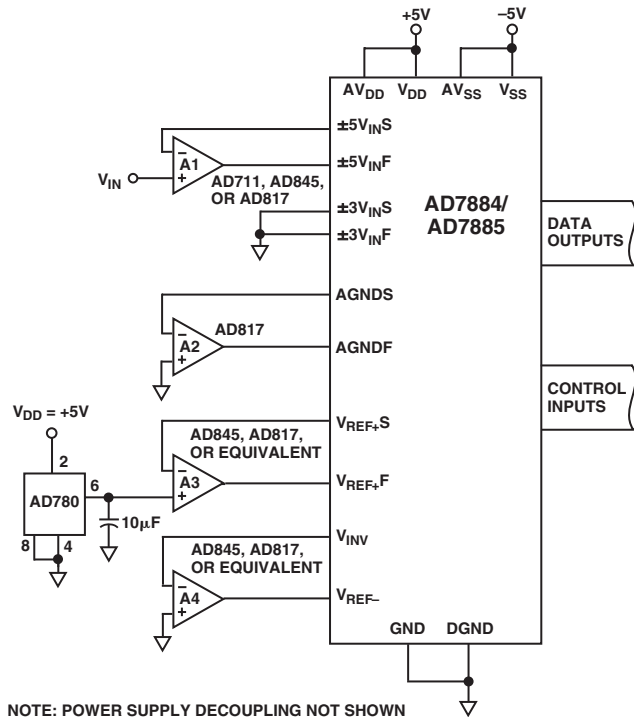 +5V
–5V
AVDD
VDD
AVSS
VSS
±5VINS
A1
VIN
±5VINF
AD711, AD845,
OR AD817
±3VINS
±3VINF
AD7884/
AD7885
DATA
OUTPUTS
AGNDS
AD817
A2
AGNDF
CONTROL
INPUTS
VDD = +5V
2
VREF+S
AD845, AD817,
OR EQUIVALENT
6
A3
VREF+F
AD780
10µF
8
4
VINV
AD845, AD817,
OR EQUIVALENT
A4
VREF–
GND
DGND
NOTE: POWER SUPPLY DECOUPLING NOT SHOWN